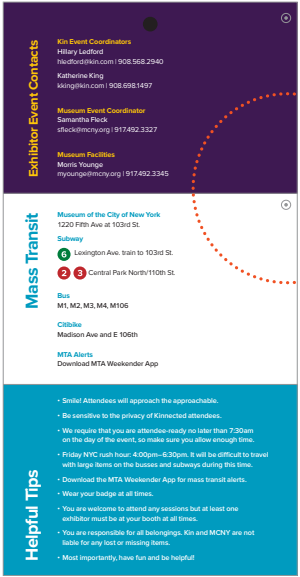 Exhibitor Event Contacts
Kin Event Coordinators
Hillary Ledford
hledford@kin.com | 908.568.2940
Katherine King
kking@kin.com | 908.698.1497
Museum Event Coordinator
Samantha Fleck
sfleck@mcny.org | 917.492.3327
Museum Facilities
Morris Younge
myounge@mcny.org | 917.492.3345
Mass Transit
Museum of the City of New York
1220 Fifth Ave at 103rd St.
Subway
6 Lexington Ave. train to 103rd St.
2 3 Central Park North/110th St.
Bus
M1, M2, M3, M4, M106
Citibike
Madison Ave and E 106th
MTA Alerts
Download MTA Weekender App
Helpful Tips
• Smile! Attendees will approach the approachable.
• Be sensitive to the privacy of Kinnected attendees.
• We require that you are attendee-ready no later than 7:30am
on the day of the event, so make sure you allow enough time.
• Friday NYC rush hour: 4:00pm–6:30pm. It will be difficult to travel
with large items on the busses and subways during this time.
• Download the MTA Weekender App for mass transit alerts.
• Wear your badge at all times.
• You are welcome to attend any sessions but at least one
exhibitor must be at your booth at all times.
• You are responsible for all belongings. Kin and MCNY are not
liable for any lost or missing items.
• Most importantly, have fun and be helpful!